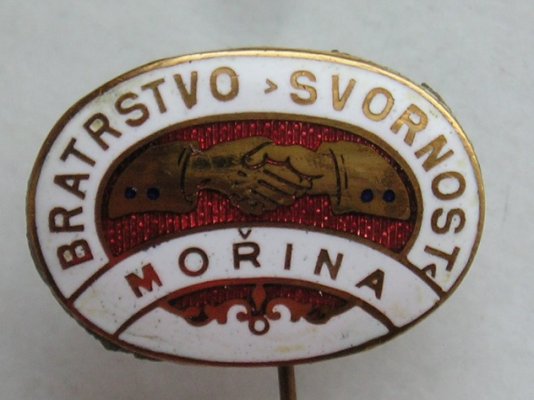 BRATRSTVO > SVORNOST <
MOŘINA